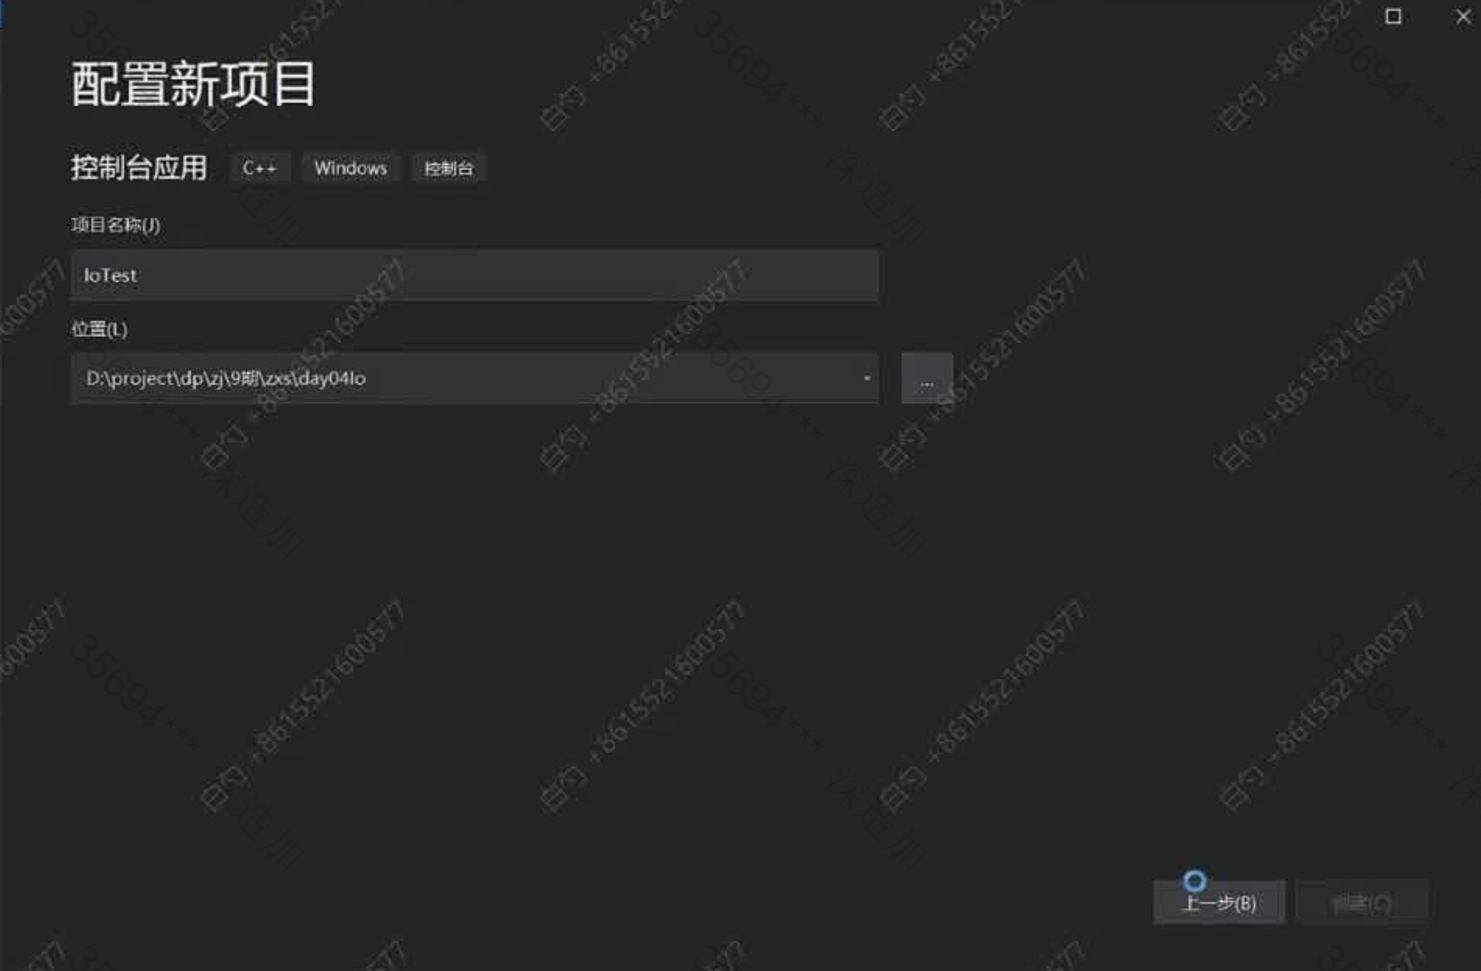 配置新项目
控制台应用 C++ Windows 控制台
项目名称(J)
IoTest
位置(L)
D:\project\dp\zj\9期\zxs\day04Io
...
上一步(B) 创建(C)
白勺 +8615521600577
35694***